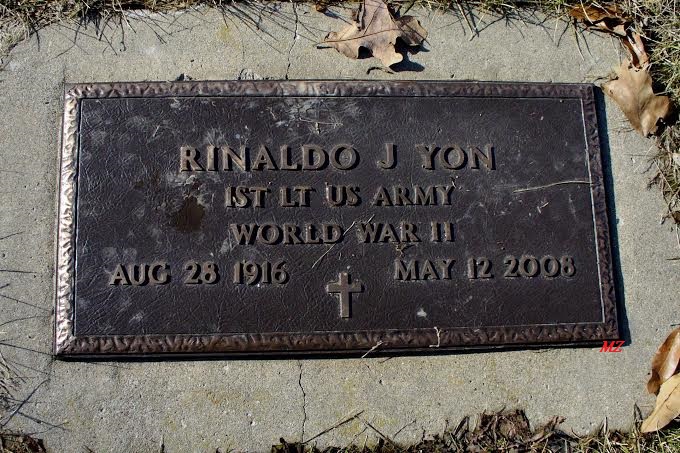 RINALDO J YON
1ST LT US ARMY
WORLD WAR II
AUG 28 1916 MAY 12 2008
MZ